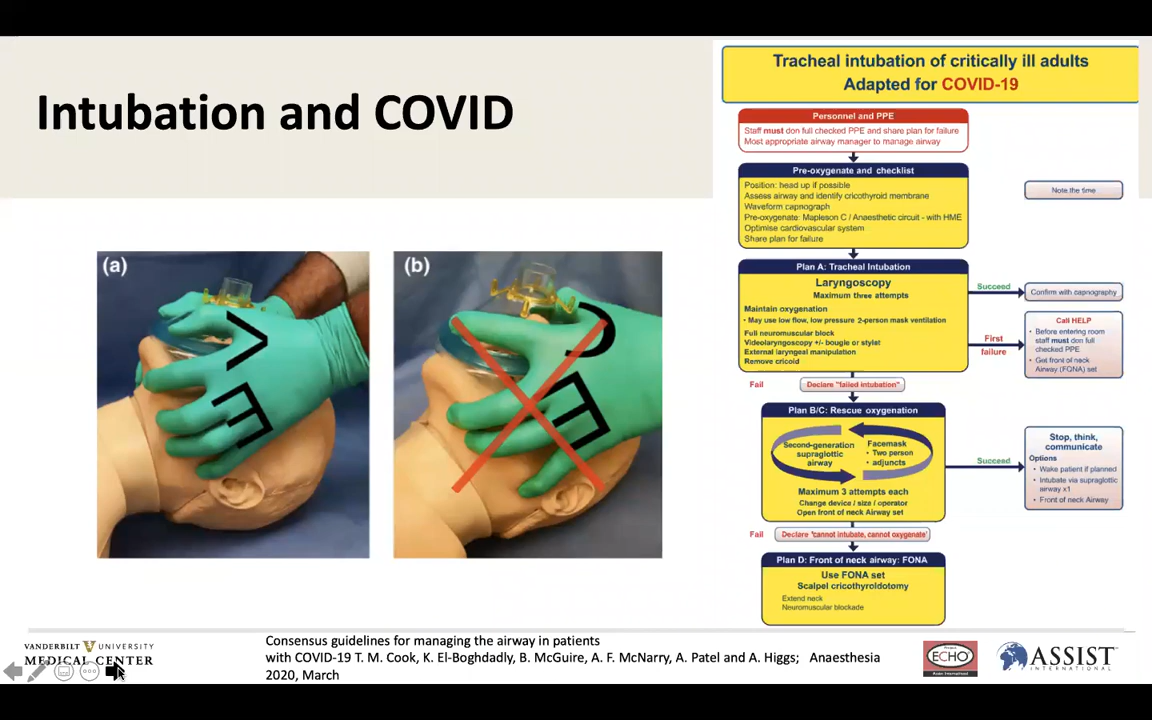 Intubation and COVID
(a)
V
E
(b)
C
E
Tracheal intubation of critically ill adults
Adapted for COVID-19
Personnel and PPE
Staff must don full checked PPE and share plan for failure
Most appropriate airway manager to manage airway
Pre-oxygenate and checklist
Position: head up if possible
Assess airway and identify cricothyroid membrane
Waveform capnograph
Pre-oxygenate: Mapleson C / Anaesthetic circuit - with HME
Optimise cardiovascular system
Share plan for failure
Note the time
Plan A: Tracheal Intubation
Laryngoscopy
Maximum three attempts
Maintain oxygenation
• May use low flow, low pressure 2-person mask ventilation
Full neuromuscular block
Videolaryngoscopy +/- bougie or stylet
External laryngeal manipulation
Remove cricoid
Succeed
Confirm with capnography
First
failure
Call HELP
• Before entering room
staff must don full
checked PPE
• Get front of neck
Airway (FONA) set
Fail
Declare "failed intubation"
Plan B/C: Rescue oxygenation
Second-generation
supraglottic
airway
Facemask
• Two person
• adjuncts
Maximum 3 attempts each
Change device / size / operator
Open front of neck Airway set
Succeed
Stop, think,
communicate
Options
• Wake patient if planned
• Intubate via supraglottic
airway x1
• Front of neck Airway
Fail
Declare "cannot intubate, cannot oxygenate'
Plan D: Front of neck airway: FONA
Use FONA set
Scalpel cricothyroidotomy
Extend neck
Neuromuscular blockade
VANDERBILT V UNIVERSITY
MEDICAL CENTER
Consensus guidelines for managing the airway in patients
with COVID-19 T. M. Cook, K. El-Boghdadly, B. McGuire, A. F. McNarry, A. Patel and A. Higgs; Anaesthesia
2020, March
ECHO
ASSIST
INTERNATIONAL